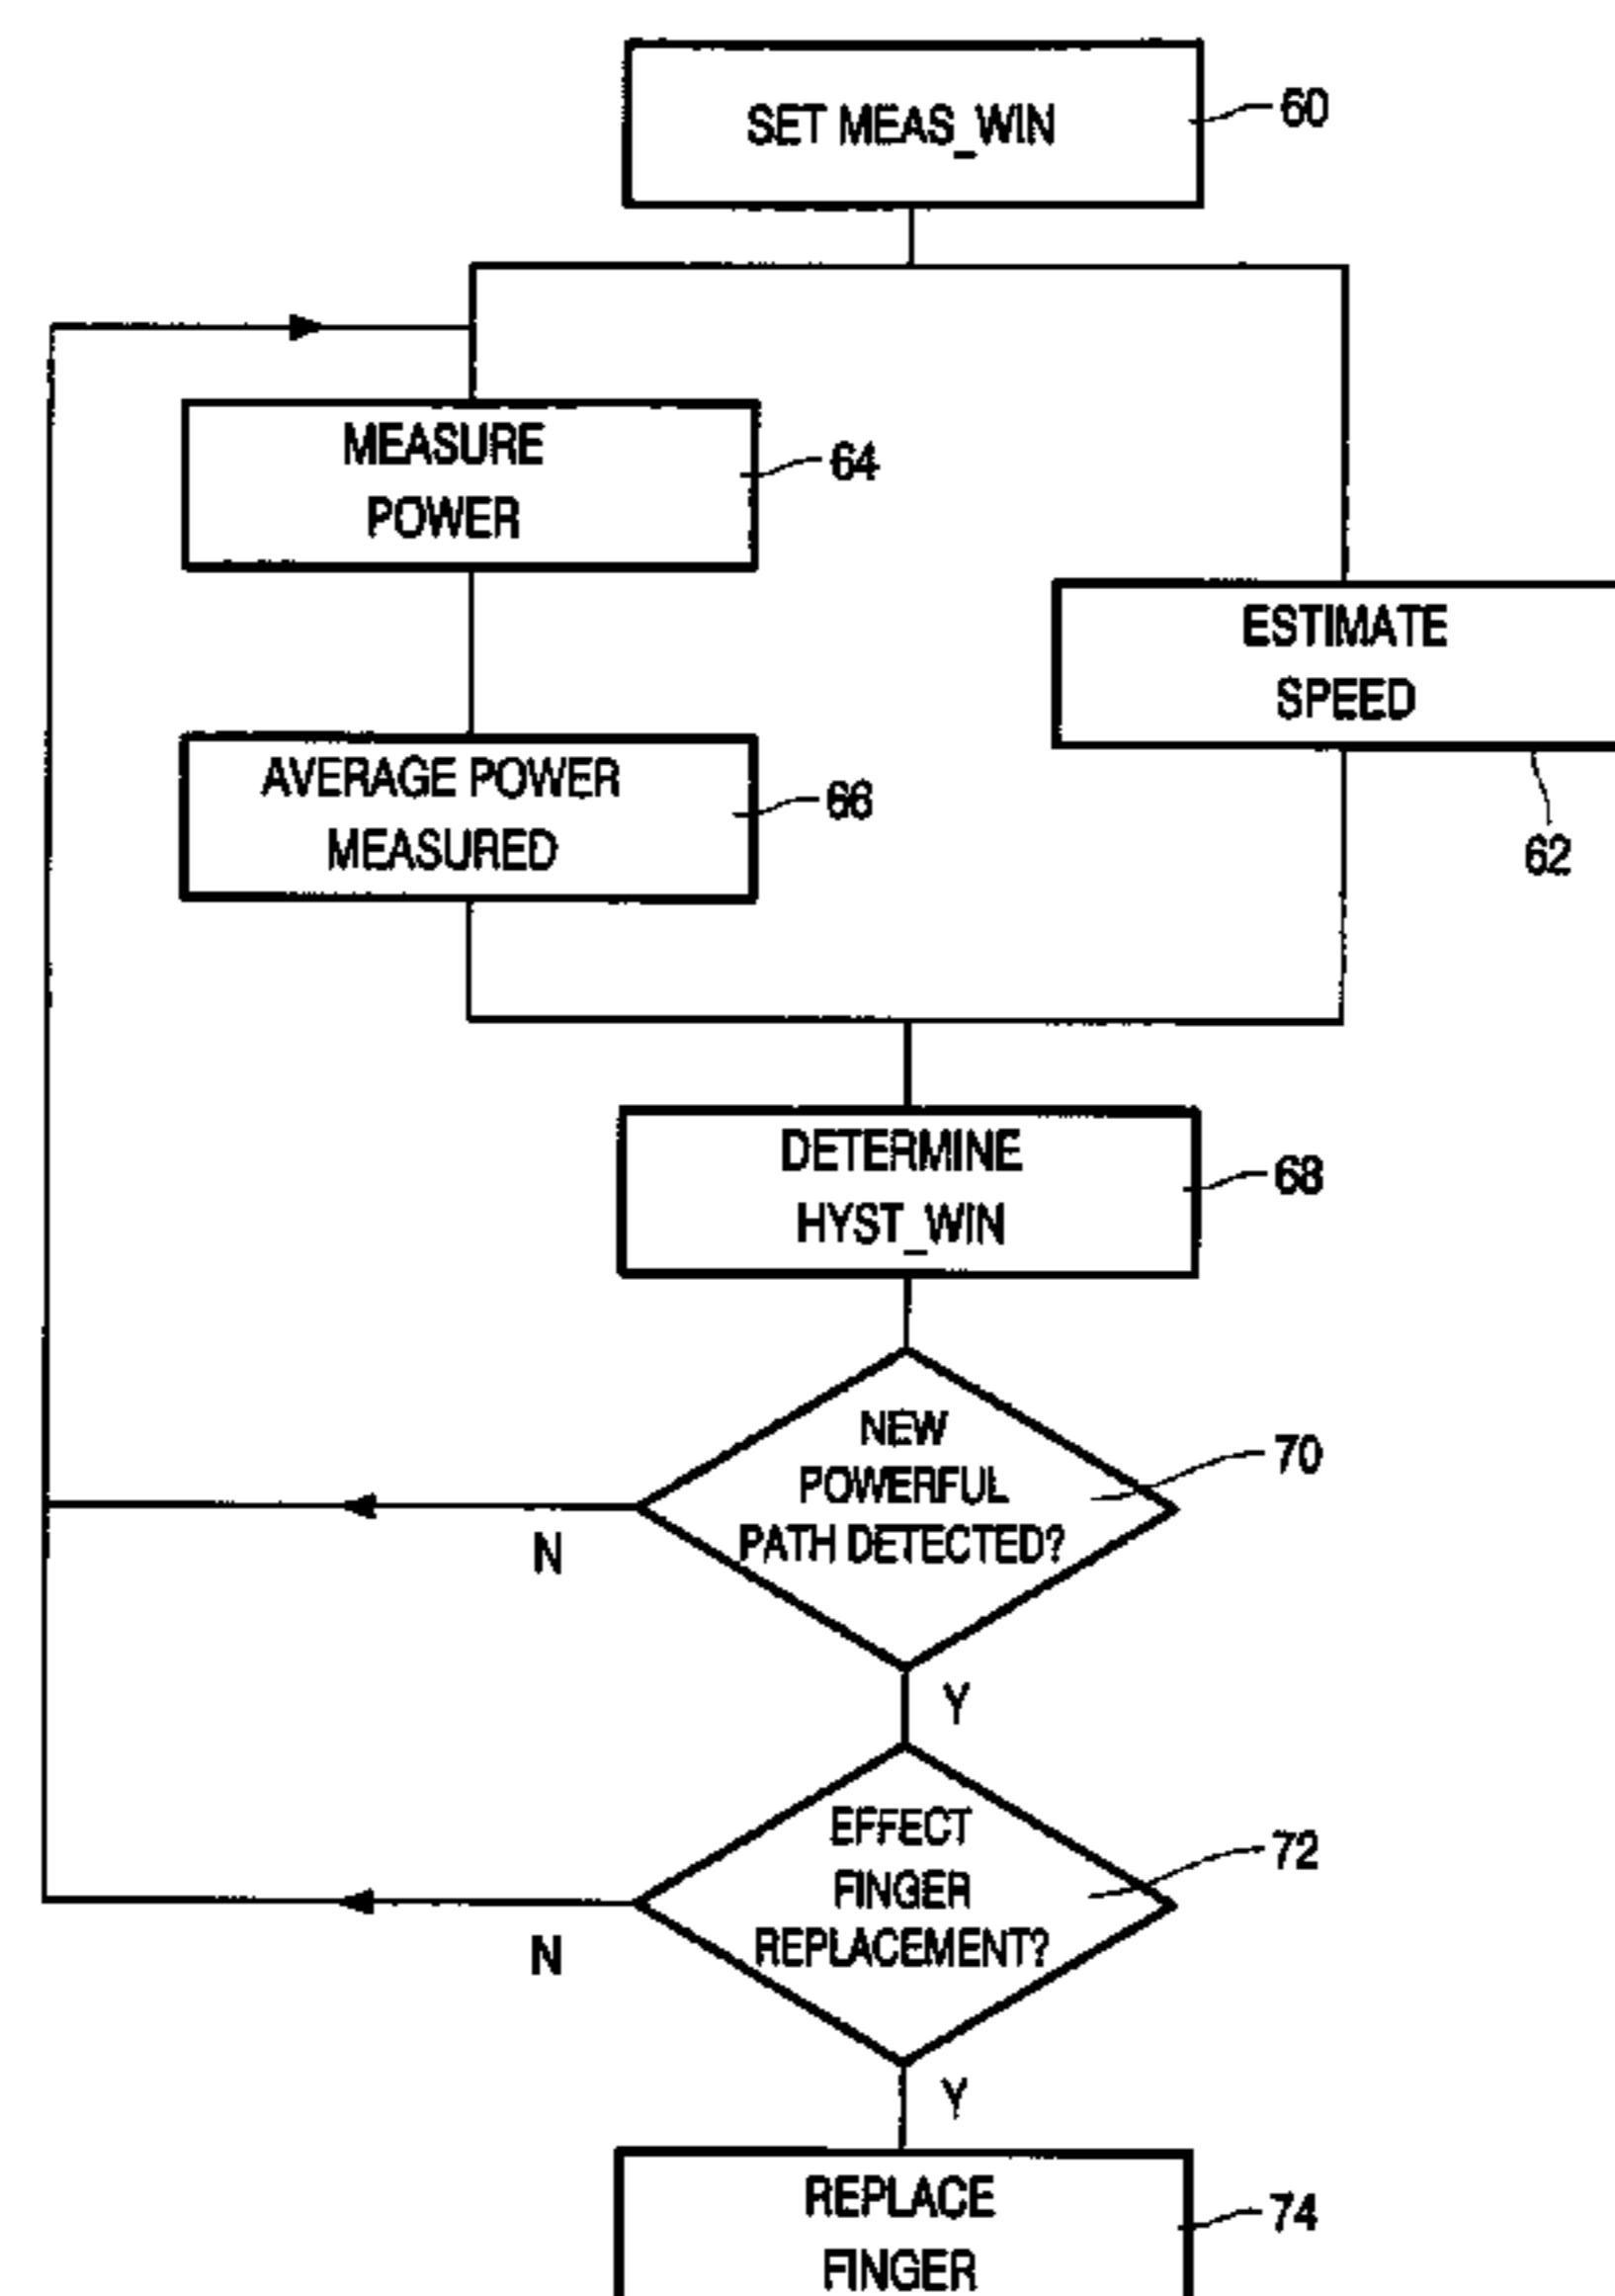 SET MEAS_WIN
60
MEASURE
POWER
64
ESTIMATE
SPEED
62
AVERAGE POWER
MEASURED
66
DETERMINE
HYST_WIN
68
NEW
POWERFUL
PATH DETECTED?
70
N
Y
EFFECT
FINGER
REPLACEMENT?
72
N
Y
REPLACE
FINGER
74